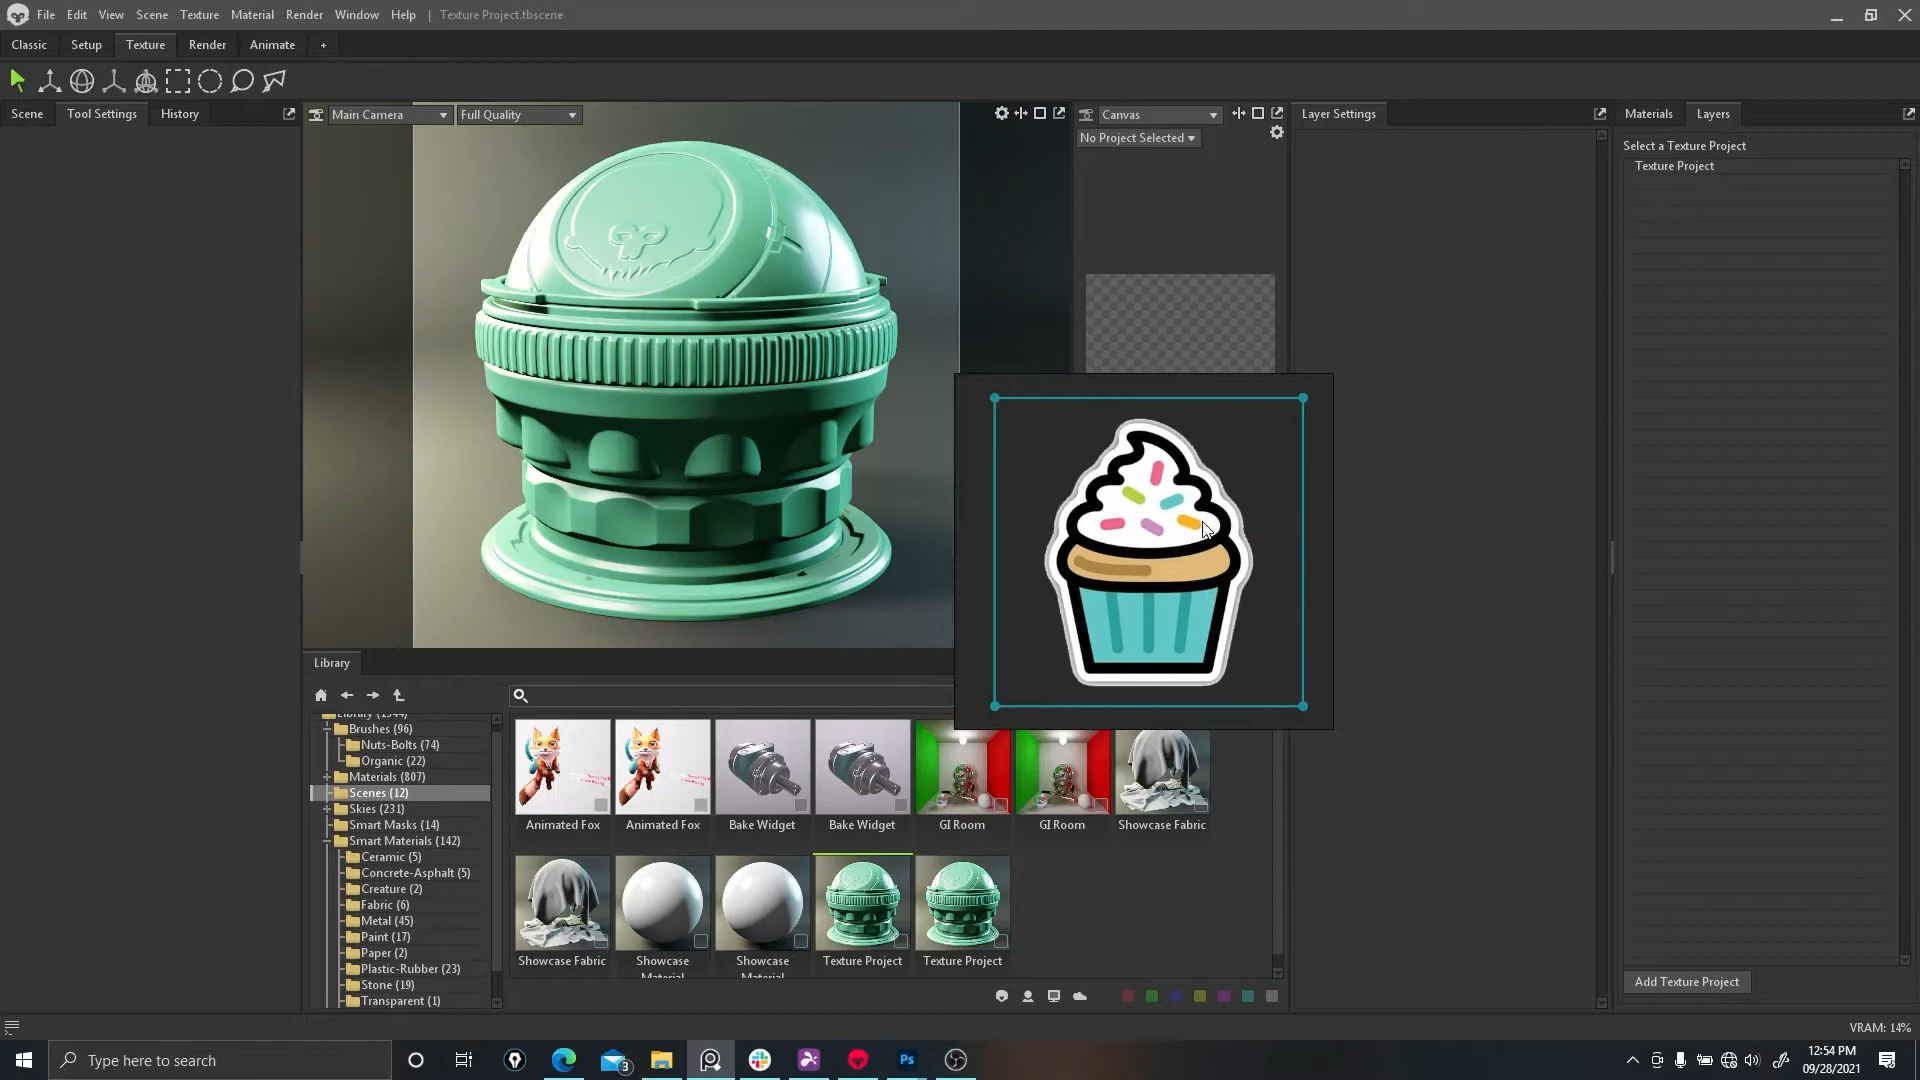 File Edit View Scene Texture Material Render Window Help | Texture Project.tbscene
Classic Setup Texture Render Animate +
Scene Tool Settings History
Main Camera Full Quality
Canvas
No Project Selected
Layer Settings
Materials Layers
Select a Texture Project
Texture Project
Library
Library
Brushes (96)
Nuts-Bolts (74)
Organic (22)
Materials (807)
Scenes (12)
Skies (231)
Smart Masks (14)
Smart Materials (142)
Ceramic (5)
Concrete-Asphalt (5)
Creature (2)
Fabric (6)
Metal (45)
Paint (17)
Paper (2)
Plastic-Rubber (23)
Stone (19)
Transparent (1)
Animated Fox Animated Fox Bake Widget Bake Widget GI Room GI Room Showcase Fabric
Showcase Fabric Showcase Material Showcase Material Texture Project Texture Project
Add Texture Project
VRAM: 14%
Type here to search
3
Ps
12:54 PM
09/28/2021